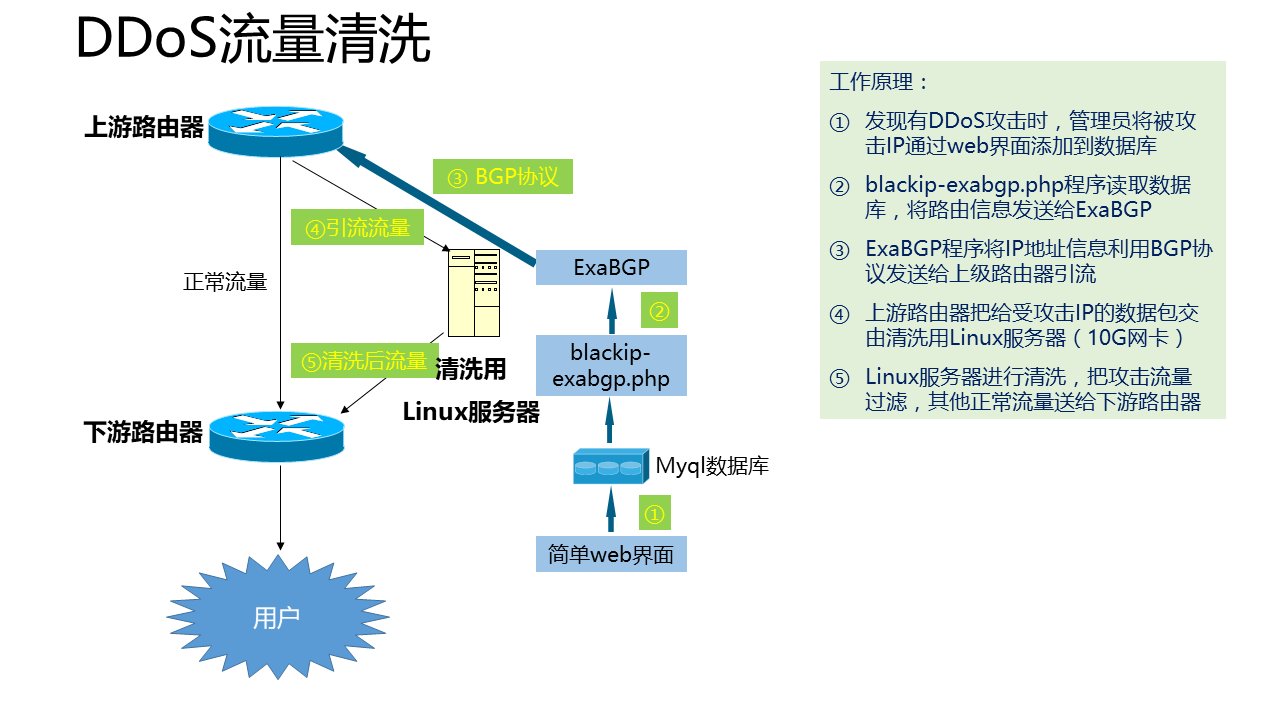 DDoS流量清洗
上游路由器
③ BGP协议
④引流流量
正常流量
ExaBGP
②
blackip-
exabgp.php
⑤清洗后流量
清洗用
Linux服务器
下游路由器
Myql数据库
①
简单web界面
用户
工作原理：
① 发现有DDoS攻击时，管理员将被攻
击IP通过web界面添加到数据库
② blackip-exabgp.php程序读取数据
库，将路由信息发送给ExaBGP
③ ExaBGP程序将IP地址信息利用BGP协
议发送给上级路由器引流
④ 上游路由器把给受攻击IP的数据包交
由清洗用Linux服务器（10G网卡）
⑤ Linux服务器进行清洗，把攻击流量
过滤，其他正常流量送给下游路由器